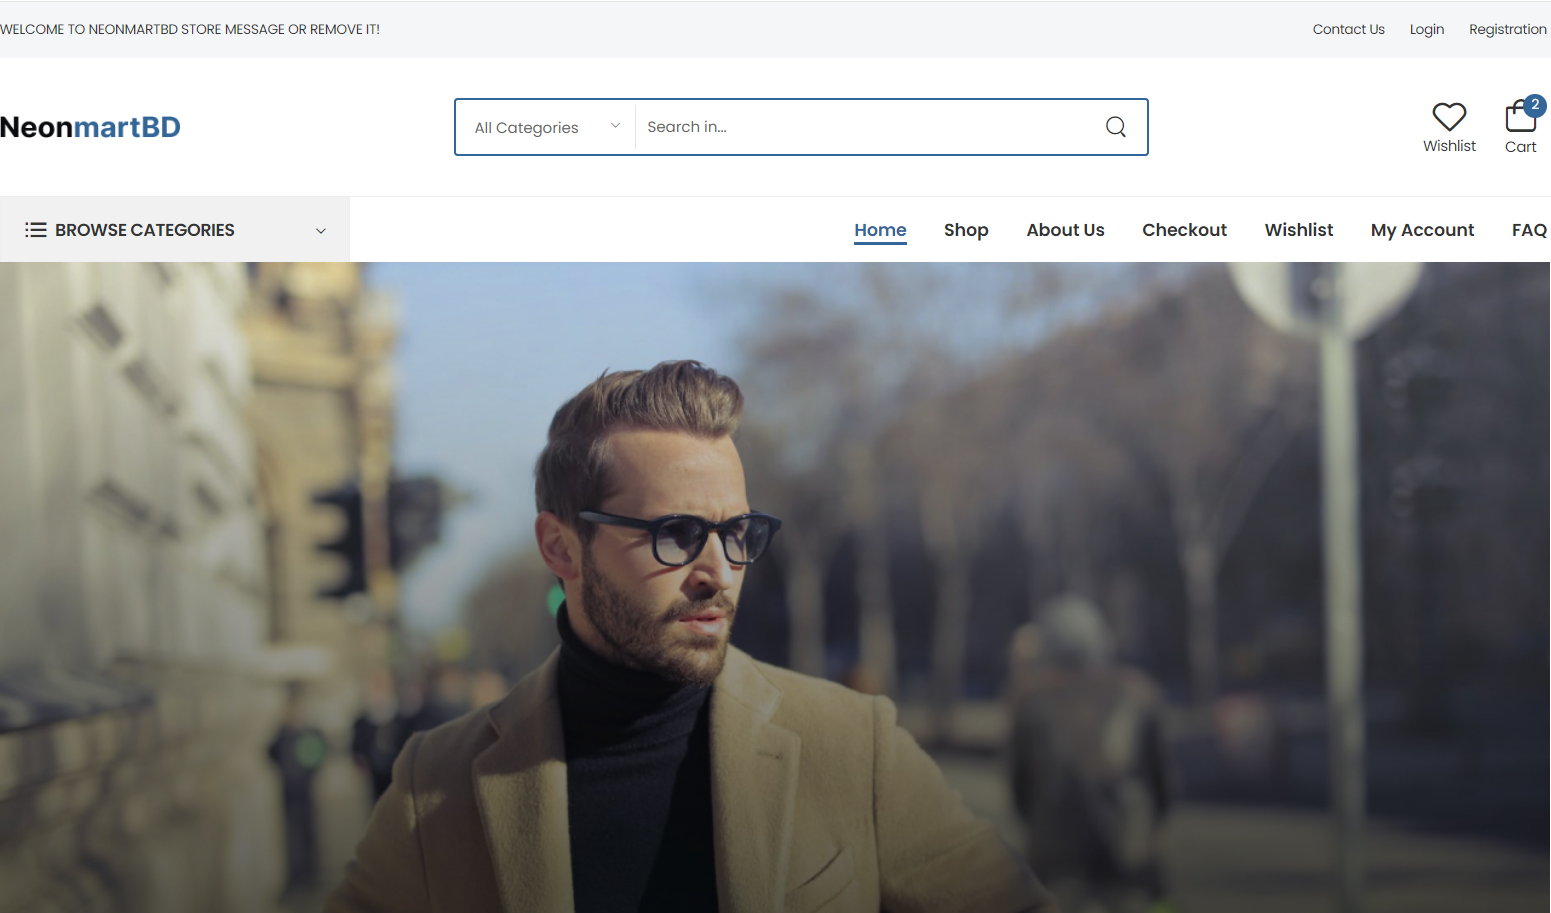 WELCOME TO NEONMARTBD STORE MESSAGE OR REMOVE IT!
Contact Us
Login
Registration
NeonmartBD
All Categories
Search in...
Wishlist
2
Cart
BROWSE CATEGORIES
Home
Shop
About Us
Checkout
Wishlist
My Account
FAQ